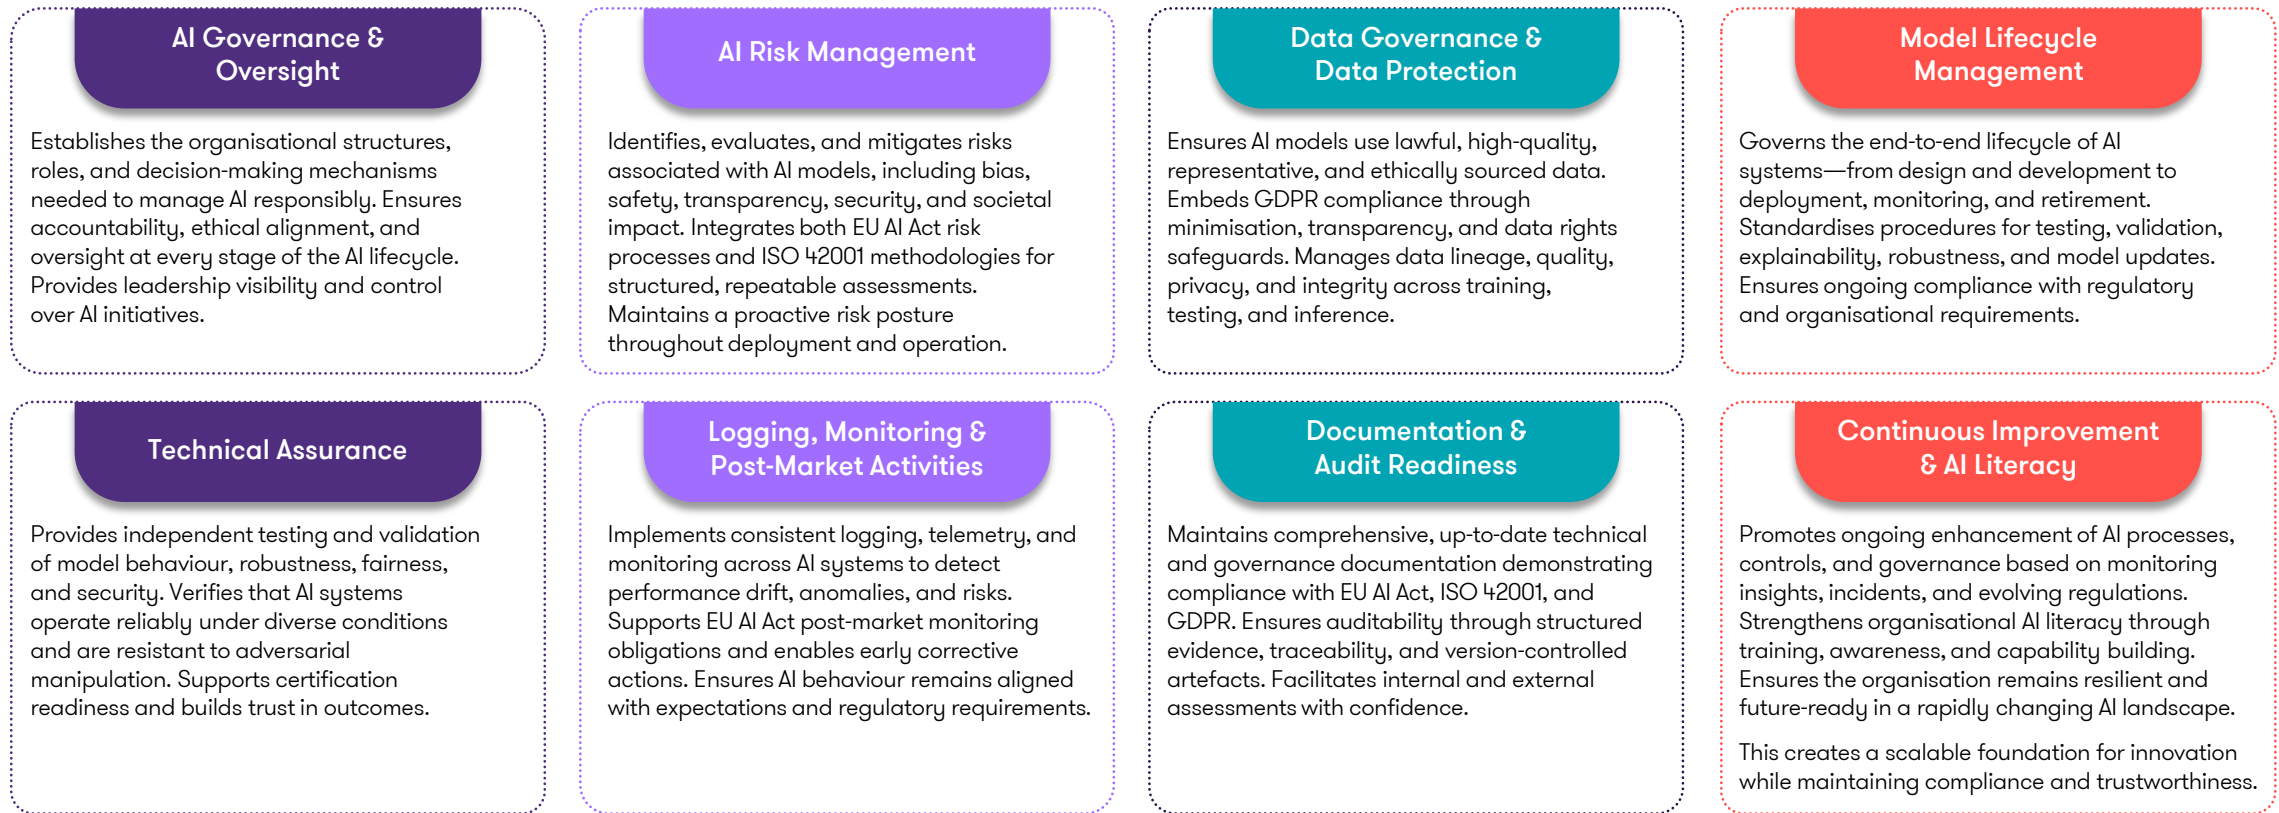 AI Governance &
Oversight
Establishes the organisational structures,
roles, and decision-making mechanisms
needed to manage AI responsibly. Ensures
accountability, ethical alignment, and
oversight at every stage of the AI lifecycle.
Provides leadership visibility and control
over AI initiatives.
AI Risk Management
Identifies, evaluates, and mitigates risks
associated with AI models, including bias,
safety, transparency, security, and societal
impact. Integrates both EU AI Act risk
processes and ISO 42001 methodologies for
structured, repeatable assessments.
Maintains a proactive risk posture
throughout deployment and operation.
Data Governance &
Data Protection
Ensures AI models use lawful, high-quality,
representative, and ethically sourced data.
Embeds GDPR compliance through
minimisation, transparency, and data rights
safeguards. Manages data lineage, quality,
privacy, and integrity across training,
testing, and inference.
Model Lifecycle
Management
Governs the end-to-end lifecycle of AI
systems—from design and development to
deployment, monitoring, and retirement.
Standardises procedures for testing, validation,
explainability, robustness, and model updates.
Ensures ongoing compliance with regulatory
and organisational requirements.
Technical Assurance
Provides independent testing and validation
of model behaviour, robustness, fairness,
and security. Verifies that AI systems
operate reliably under diverse conditions
and are resistant to adversarial
manipulation. Supports certification
readiness and builds trust in outcomes.
Logging, Monitoring &
Post-Market Activities
Implements consistent logging, telemetry, and
monitoring across AI systems to detect
performance drift, anomalies, and risks.
Supports EU AI Act post-market monitoring
obligations and enables early corrective
actions. Ensures AI behaviour remains aligned
with expectations and regulatory requirements.
Documentation &
Audit Readiness
Maintains comprehensive, up-to-date technical
and governance documentation demonstrating
compliance with EU AI Act, ISO 42001, and
GDPR. Ensures auditability through structured
evidence, traceability, and version-controlled
artefacts. Facilitates internal and external
assessments with confidence.
Continuous Improvement
& AI Literacy
Promotes ongoing enhancement of AI processes,
controls, and governance based on monitoring
insights, incidents, and evolving regulations.
Strengthens organisational AI literacy through
training, awareness, and capability building.
Ensures the organisation remains resilient and
future-ready in a rapidly changing AI landscape.
This creates a scalable foundation for innovation
while maintaining compliance and trustworthiness.